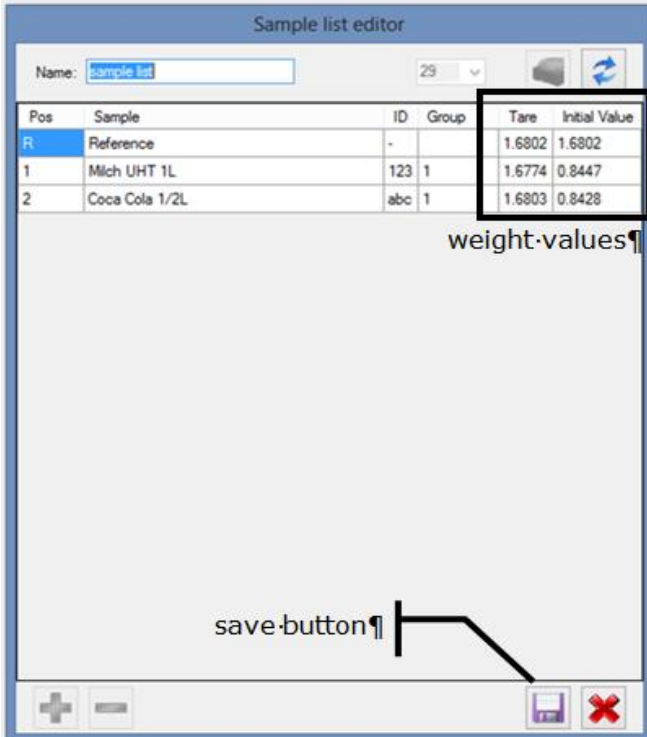 Sample list editor
Name: sample list 29
Pos Sample ID Group Tare Initial Value
R Reference - 1.6802 1.6802
1 Milch UHT 1L 123 1 1.6774 0.8447
2 Coca Cola 1/2L abc 1 1.6803 0.8428
weight·values¶
save·button¶